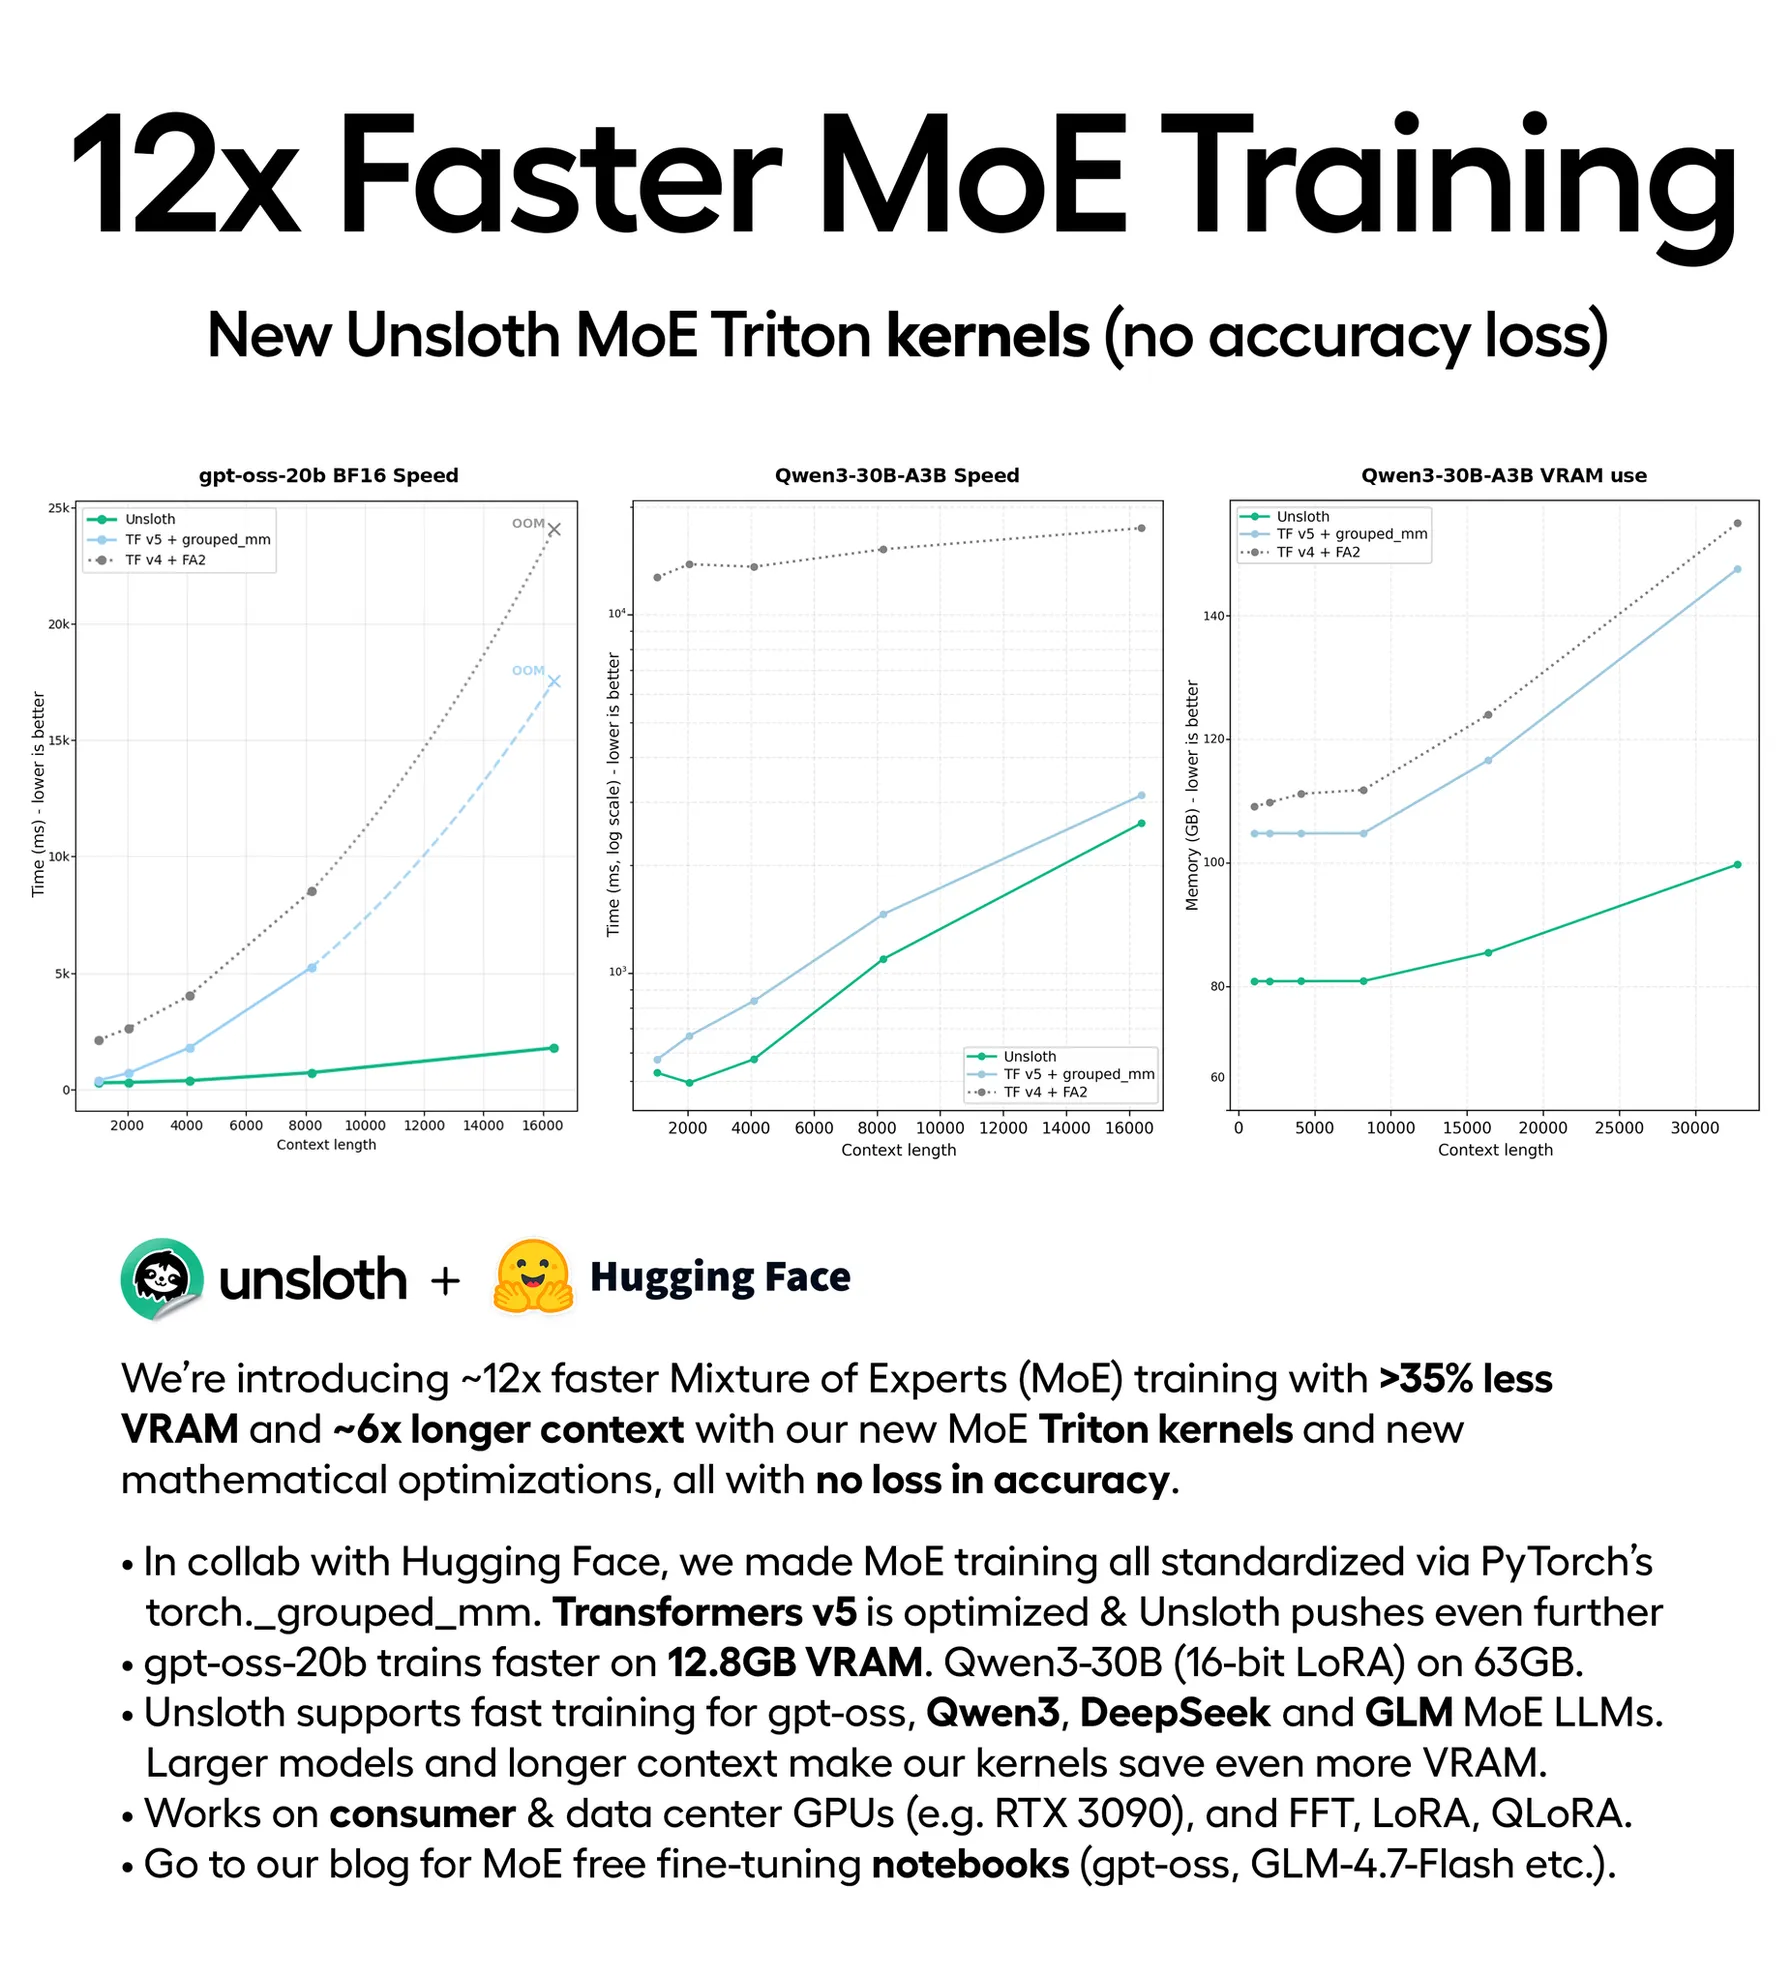 12x Faster MoE Training
New Unsloth MoE Triton kernels (no accuracy loss)
gpt-oss-20b BF16 Speed
25k
20k
15k
10k
5k
0
Time (ms) - lower is better
Unsloth
TF v5 + grouped_mm
TF v4 + FA2
OOM
OOM
2000 4000 6000 8000 10000 12000 14000 16000
Context length
Qwen3-30B-A3B Speed
10⁴
10³
Time (ms, log scale) - lower is better
Unsloth
TF v5 + grouped_mm
TF v4 + FA2
2000 4000 6000 8000 10000 12000 14000 16000
Context length
Qwen3-30B-A3B VRAM use
Unsloth
TF v5 + grouped_mm
TF v4 + FA2
140
120
100
80
60
Memory (GB) - lower is better
0 5000 10000 15000 20000 25000 30000
Context length
unsloth + Hugging Face
We're introducing ~12x faster Mixture of Experts (MoE) training with >35% less
VRAM and ~6x longer context with our new MoE Triton kernels and new
mathematical optimizations, all with no loss in accuracy.
• In collab with Hugging Face, we made MoE training all standardized via PyTorch's
torch._grouped_mm. Transformers v5 is optimized & Unsloth pushes even further
• gpt-oss-20b trains faster on 12.8GB VRAM. Qwen3-30B (16-bit LoRA) on 63GB.
• Unsloth supports fast training for gpt-oss, Qwen3, DeepSeek and GLM MoE LLMs.
Larger models and longer context make our kernels save even more VRAM.
• Works on consumer & data center GPUs (e.g. RTX 3090), and FFT, LoRA, QLoRA.
• Go to our blog for MoE free fine-tuning notebooks (gpt-oss, GLM-4.7-Flash etc.).